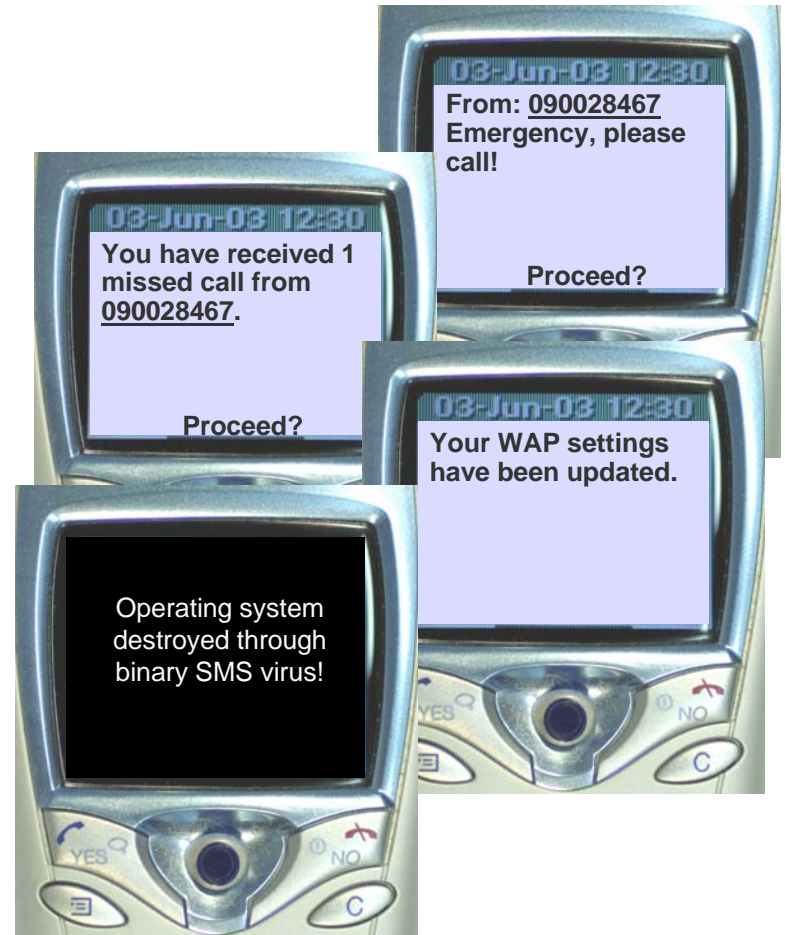 03-Jun-03 12:30
From: 090028467
Emergency, please
call!
Proceed?
03-Jun-03 12:30
You have received 1
missed call from
090028467.
Proceed?
03-Jun-03 12:30
Your WAP settings
have been updated.
YES
NO
C
Operating system
destroyed through
binary SMS virus!
YES
NO
C